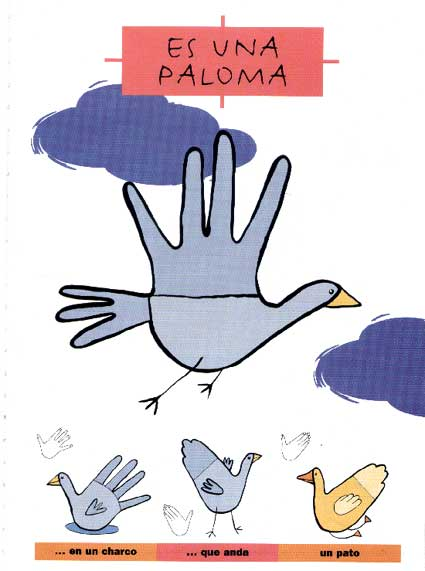 ES UNA
PALOMA
... en un charco
... que anda
un pato